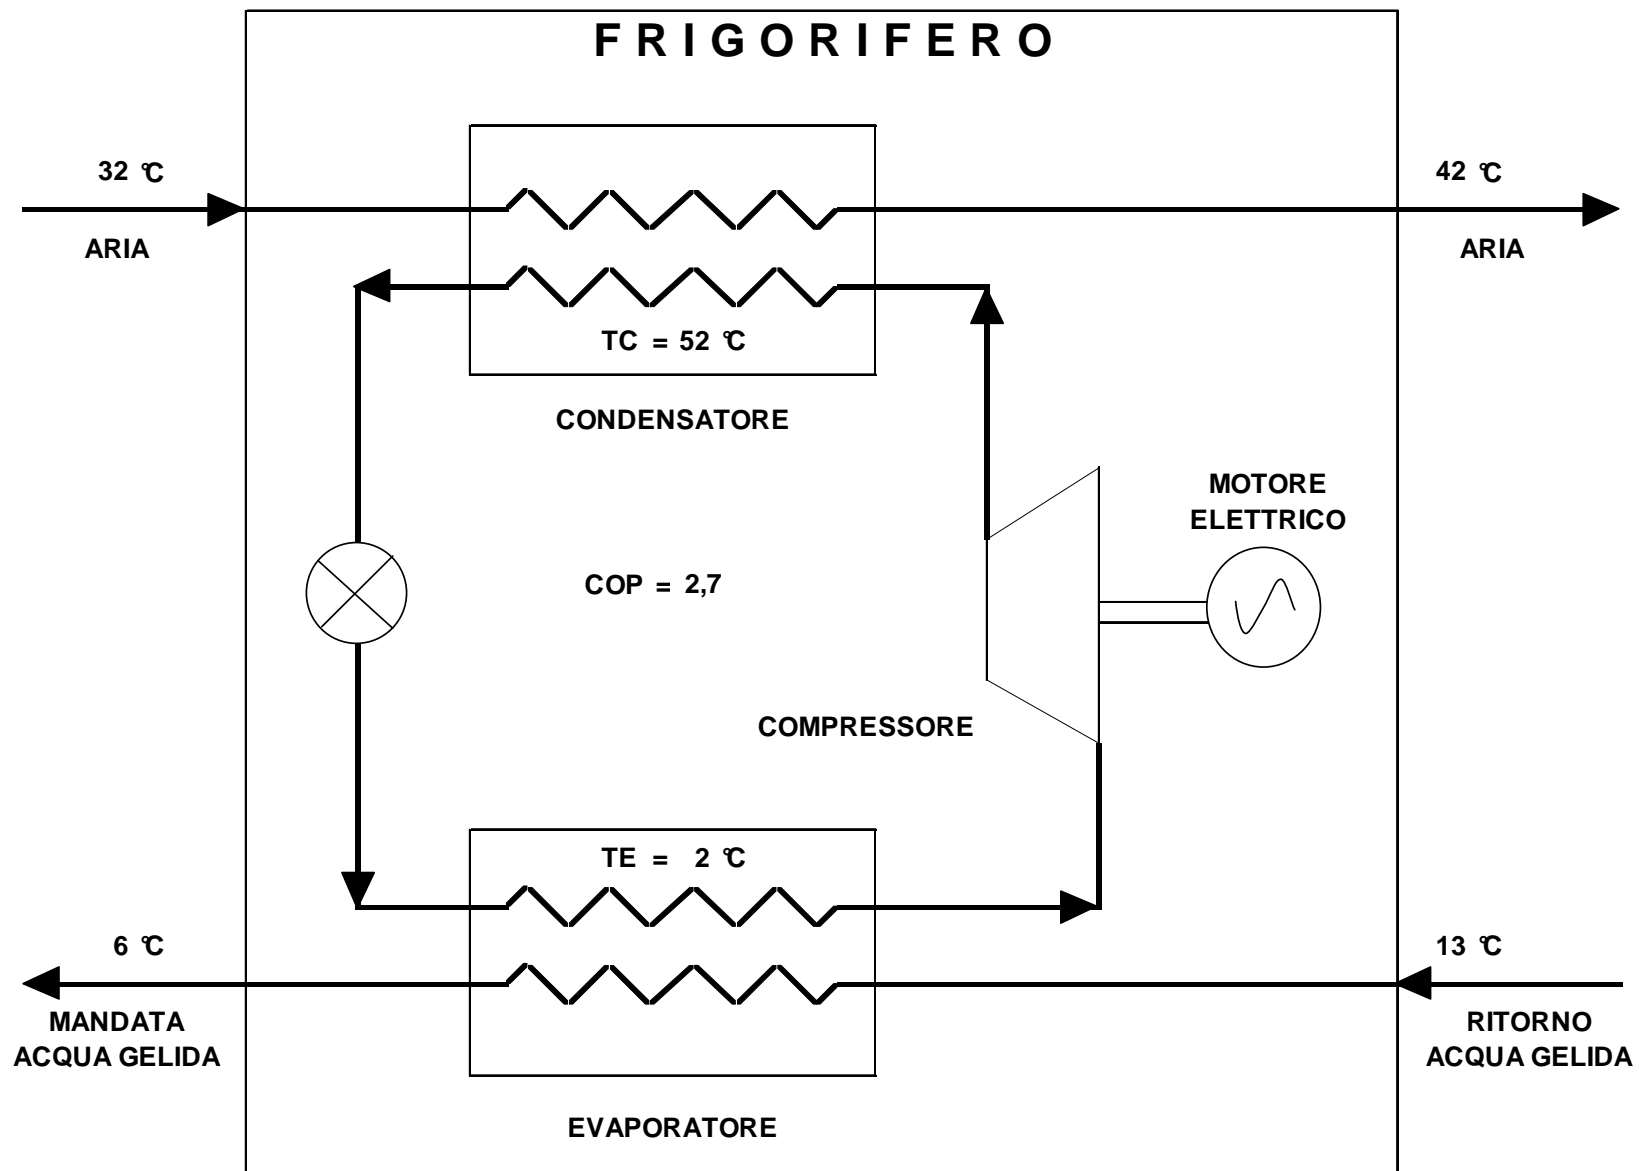 FRIGORIFERO
32 °C
42 °C
ARIA
ARIA
TC = 52 °C
CONDENSATORE
MOTORE
ELETTRICO
COP = 2,7
COMPRESSORE
TE = 2 °C
6 °C
13 °C
MANDATA
ACQUA GELIDA
RITORNO
ACQUA GELIDA
EVAPORATORE